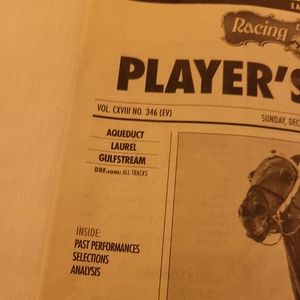 Racing
PLAYER'S
VOL. CXVIII NO. 346 (EV)
SUNDAY, DEC
AQUEDUCT
LAUREL
GULFSTREAM
DRF.com: ALL TRACKS
INSIDE:
PAST PERFORMANCES
SELECTIONS
ANALYSIS